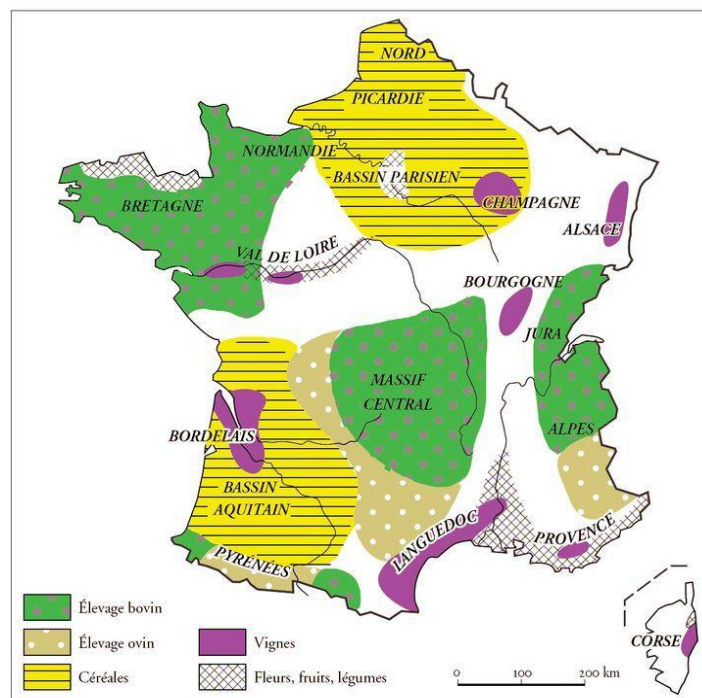 NORD
PICARDIE
NORMANDIE
BASSIN PARISIEN
CHAMPAGNE
BRETAGNE
ALSACE
VAL DE LOIRE
BOURGOGNE
JURA
MASSIF
CENTRAL
BORDELAIS
ALPES
BASSIN
AQUITAIN
PROVENCE
LANGUEDOC
PYRÉNÉES
CORSE
Élevage bovin
Élevage ovin
Céréales
Vignes
Fleurs, fruits, légumes
0 100 200 km